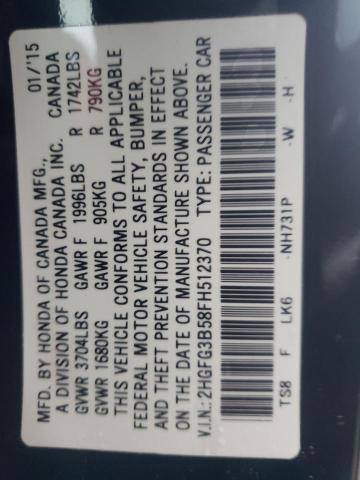 MFD. BY HONDA OF CANADA MFG., 01/15
A DIVISION OF HONDA CANADA INC. CANADA
GVWR 3704LBS GAWR F 1996LBS R 1742LBS
GVWR 1680KG GAWR F 905KG R 790KG
THIS VEHICLE CONFORMS TO ALL APPLICABLE
FEDERAL MOTOR VEHICLE SAFETY, BUMPER,
AND THEFT PREVENTION STANDARDS IN EFFECT
ON THE DATE OF MANUFACTURE SHOWN ABOVE.
V.I.N.: 2HGFG3B58FH512370 TYPE: PASSENGER CAR
TS8 F LK6 -NH731P -W -H